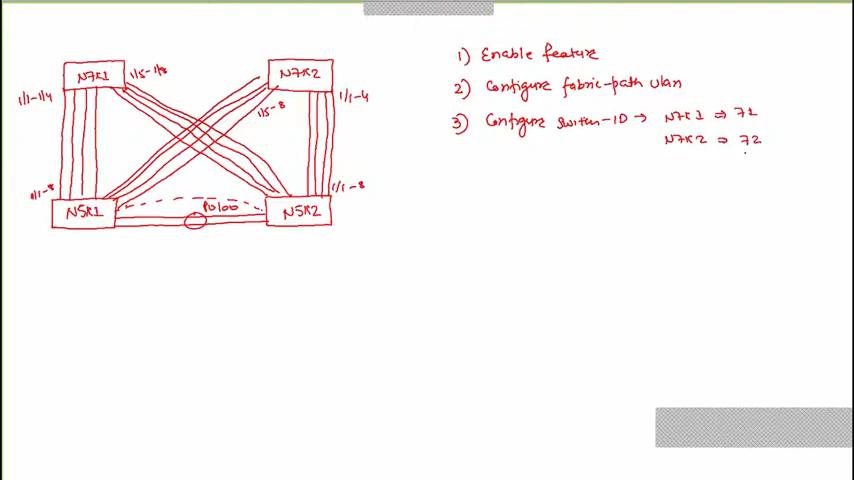 N7K1
1/5-1/8
N7K2
1/1-1/4
1/5-8
1/1-4
1/1-8
N5K1
PO100
N5K2
1/1-8
1) Enable feature
2) Configure fabric-path vlan
3) Configure switch-ID → N7K1 ⇒ 71
N7K2 ⇒ 72